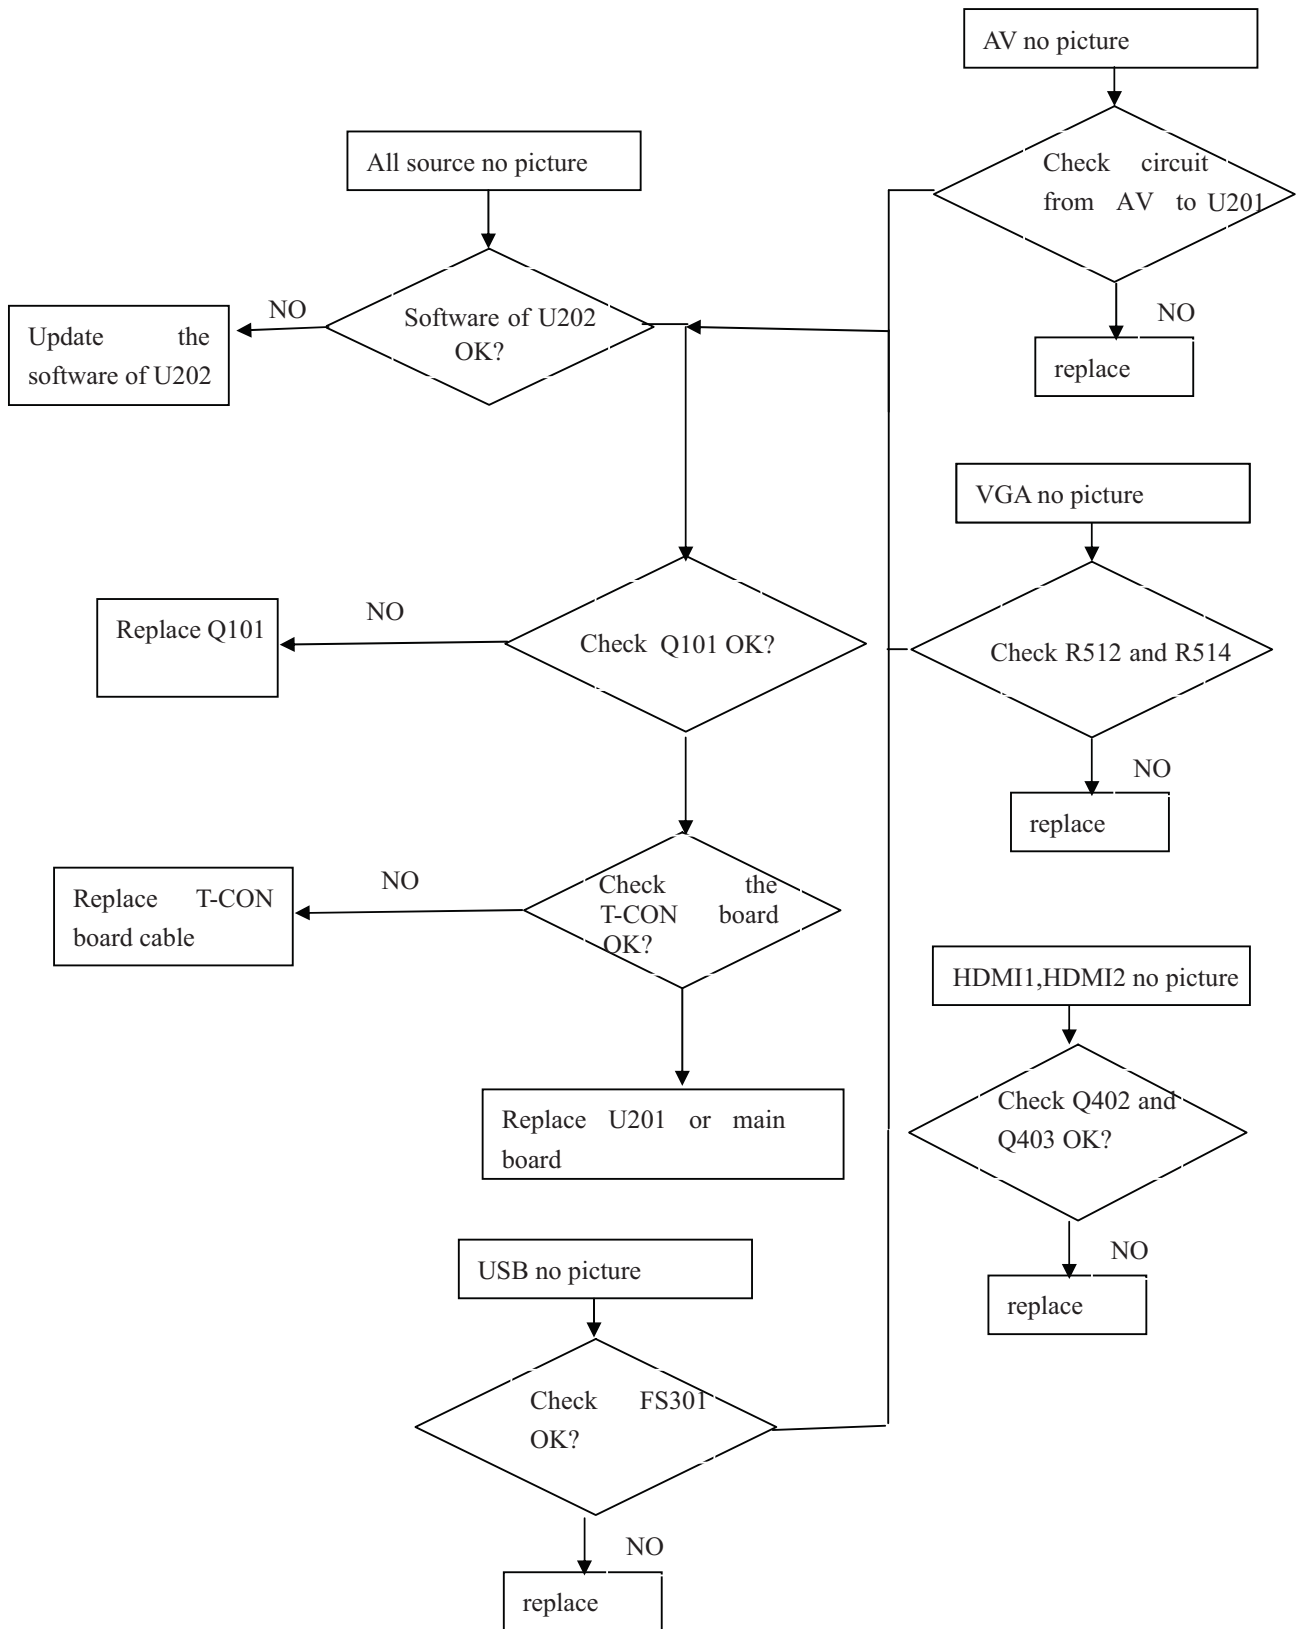 AV no picture
Check circuit
from AV to U201
NO
replace
All source no picture
Software of U202
OK?
NO
Update the
software of U202
VGA no picture
Check R512 and R514
NO
replace
Check Q101 OK?
NO
Replace Q101
Check the
T-CON board
OK?
NO
Replace T-CON
board cable
Replace U201 or main
board
HDMI1,HDMI2 no picture
Check Q402 and
Q403 OK?
NO
replace
USB no picture
Check FS301
OK?
NO
replace